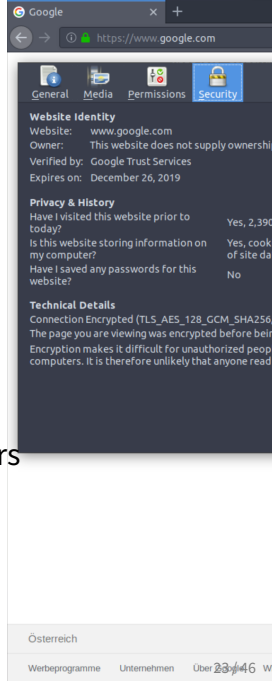 Google × +
https://www.google.com
General Media Permissions Security
Website Identity
Website: www.google.com
Owner: This website does not supply ownership
Verified by: Google Trust Services
Expires on: December 26, 2019
Privacy & History
Have I visited this website prior to today? Yes, 2,390
Is this website storing information on my computer? Yes, cook
of site da
Have I saved any passwords for this website? No
Technical Details
Connection Encrypted (TLS_AES_128_GCM_SHA256,
The page you are viewing was encrypted before bein
Encryption makes it difficult for unauthorized peop
computers. It is therefore unlikely that anyone read
rs
Österreich
Werbeprogramme Unternehmen Über Google W
23 / 46